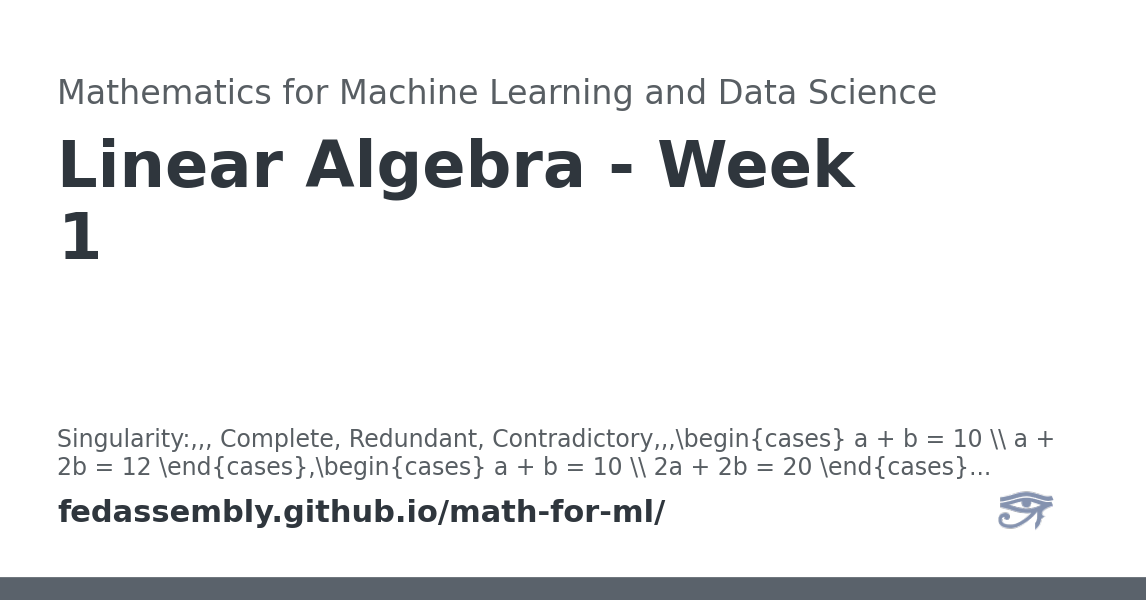 Mathematics for Machine Learning and Data Science
Linear Algebra - Week
1
Singularity:,,, Complete, Redundant, Contradictory,,,\begin{cases} a + b = 10 \\ a +
2b = 12 \end{cases},\begin{cases} a + b = 10 \\ 2a + 2b = 20 \end{cases}...
fedassembly.github.io/math-for-ml/